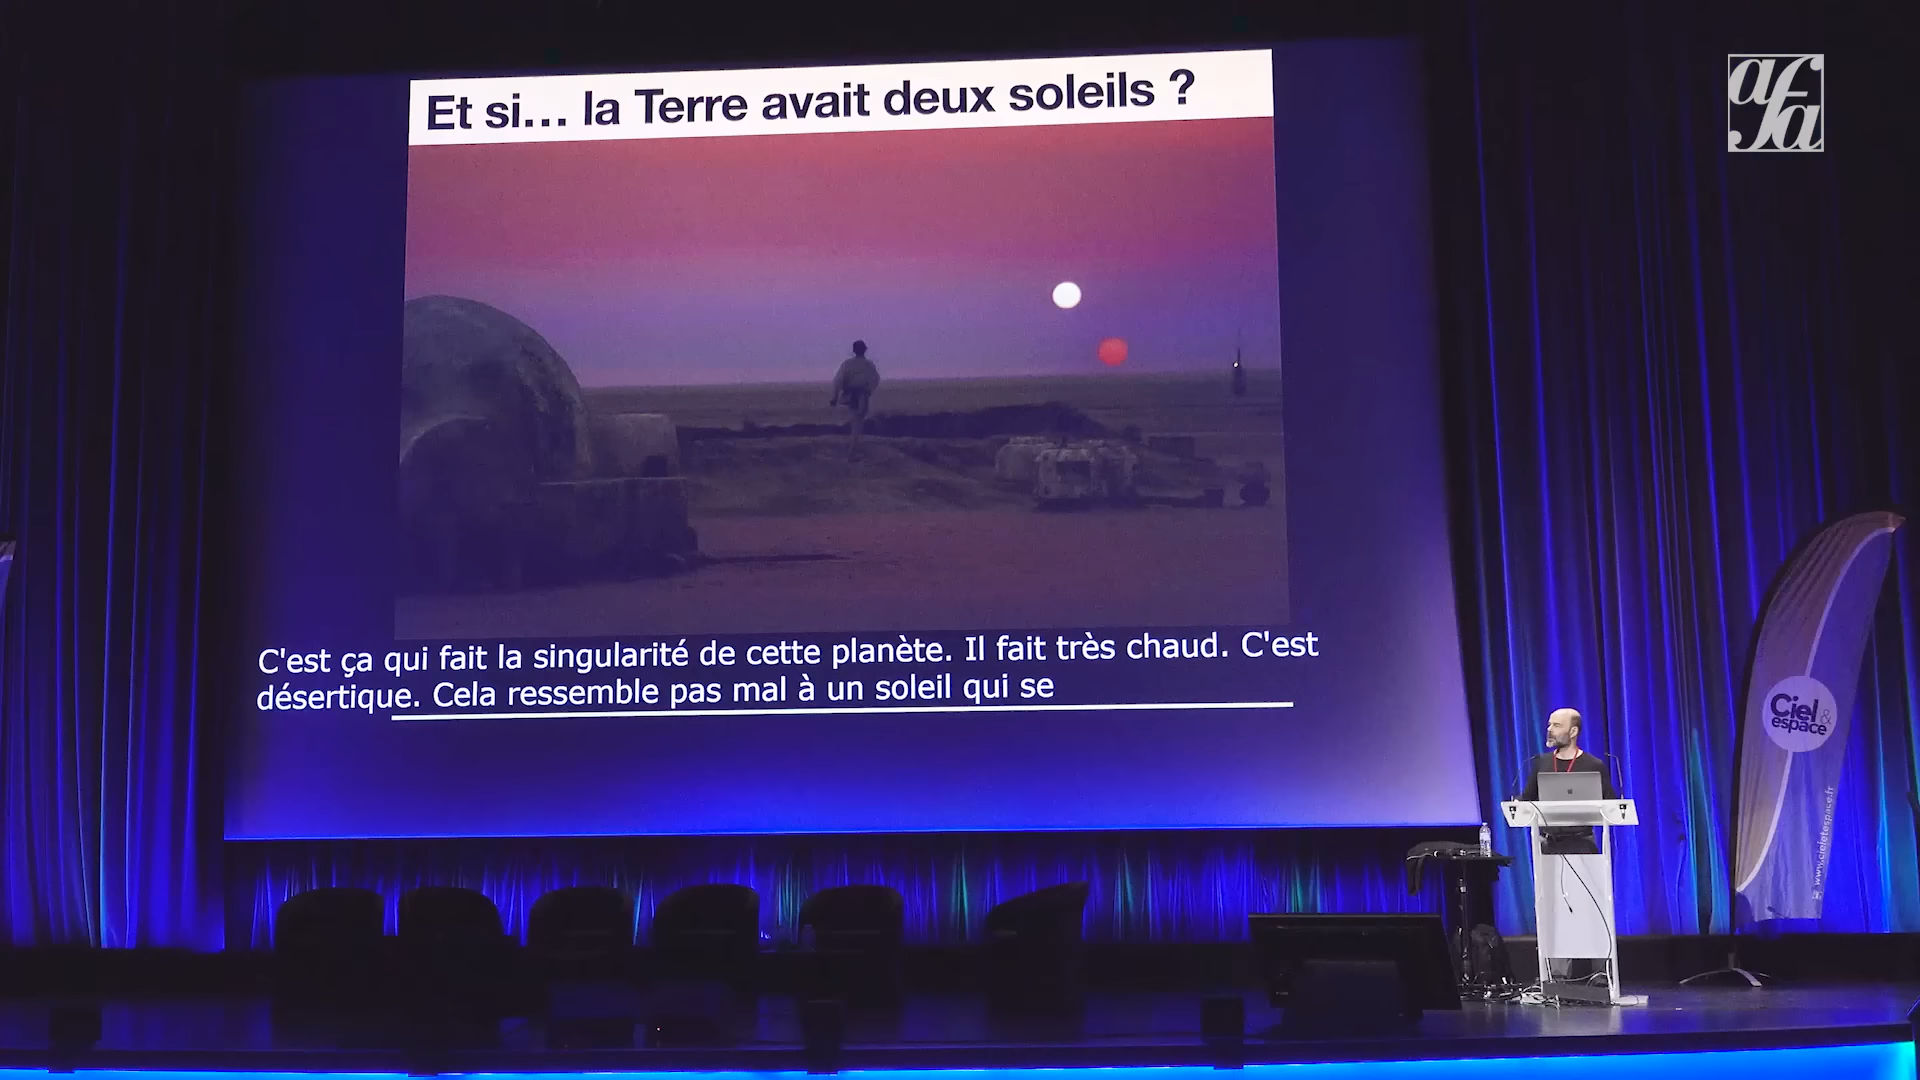 Et si... la Terre avait deux soleils ?
afa
C'est ça qui fait la singularité de cette planète. Il fait très chaud. C'est
désertique. Cela ressemble pas mal à un soleil qui se
Ciel &
espace
www.cieletespace.fr